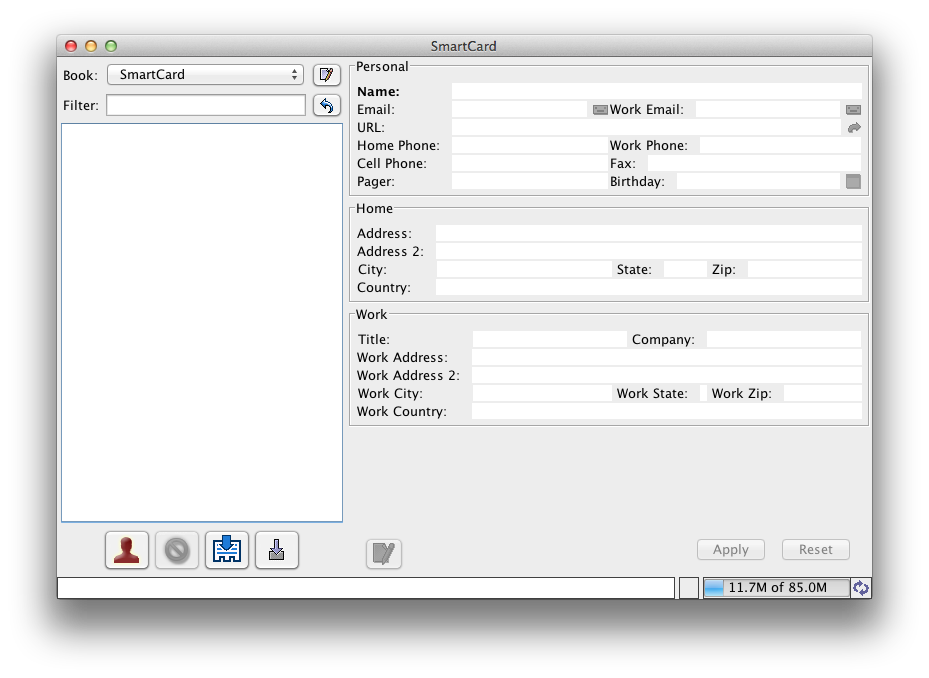 SmartCard
Book: SmartCard
Filter:
Personal
Name:
Email: Work Email:
URL:
Home Phone: Work Phone:
Cell Phone: Fax:
Pager: Birthday:
Home
Address:
Address 2:
City: State: Zip:
Country:
Work
Title: Company:
Work Address:
Work Address 2:
Work City: Work State: Work Zip:
Work Country:
Apply Reset
11.7M of 85.0M